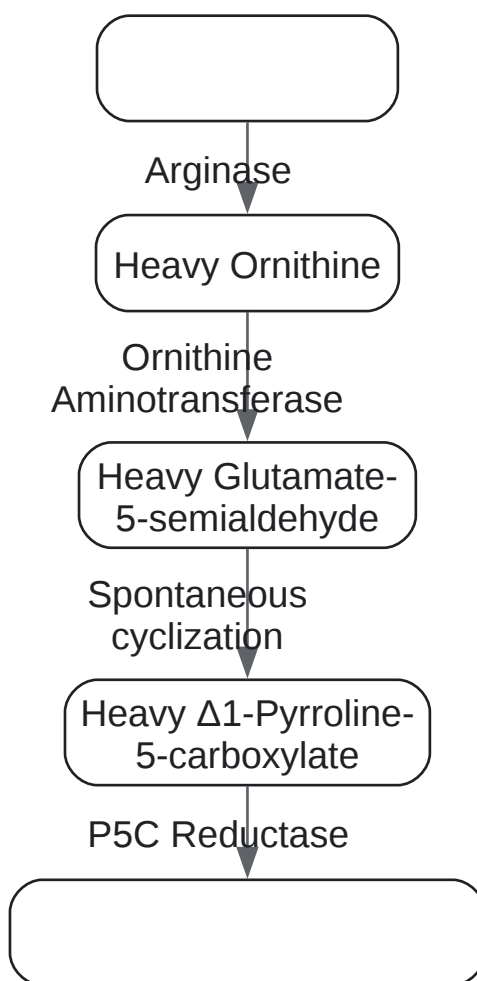 Arginase
Heavy Ornithine
Ornithine
Aminotransferase
Heavy Glutamate-
5-semialdehyde
Spontaneous
cyclization
Heavy Δ1-Pyrroline-
5-carboxylate
P5C Reductase